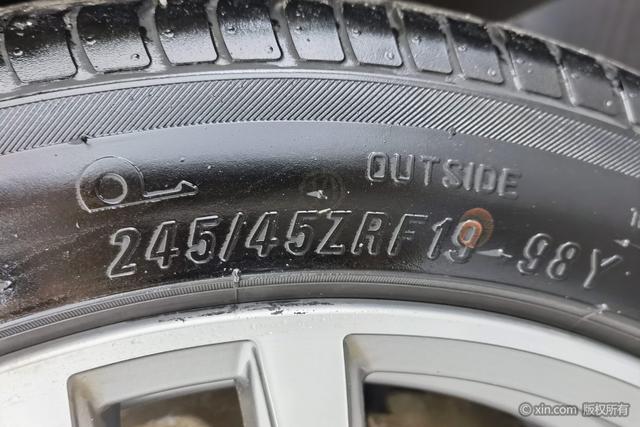 OUTSIDE
245/45ZRF19 98Y
© xin.com 版权所有